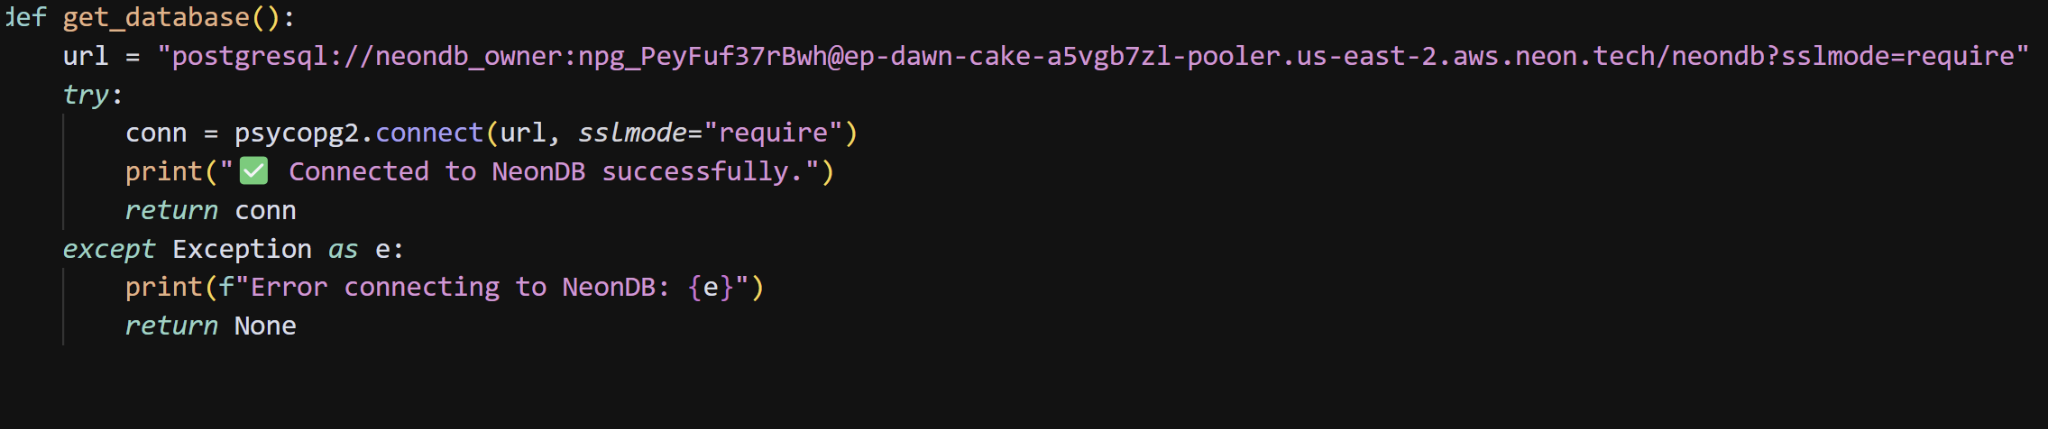 def get_database():
    url = "postgresql://neondb_owner:npg_PeyFuf37rBwh@ep-dawn-cake-a5vgb7zl-pooler.us-east-2.aws.neon.tech/neondb?sslmode=require"
    try:
        conn = psycopg2.connect(url, sslmode="require")
        print("✅ Connected to NeonDB successfully.")
        return conn
    except Exception as e:
        print(f"Error connecting to NeonDB: {e}")
        return None